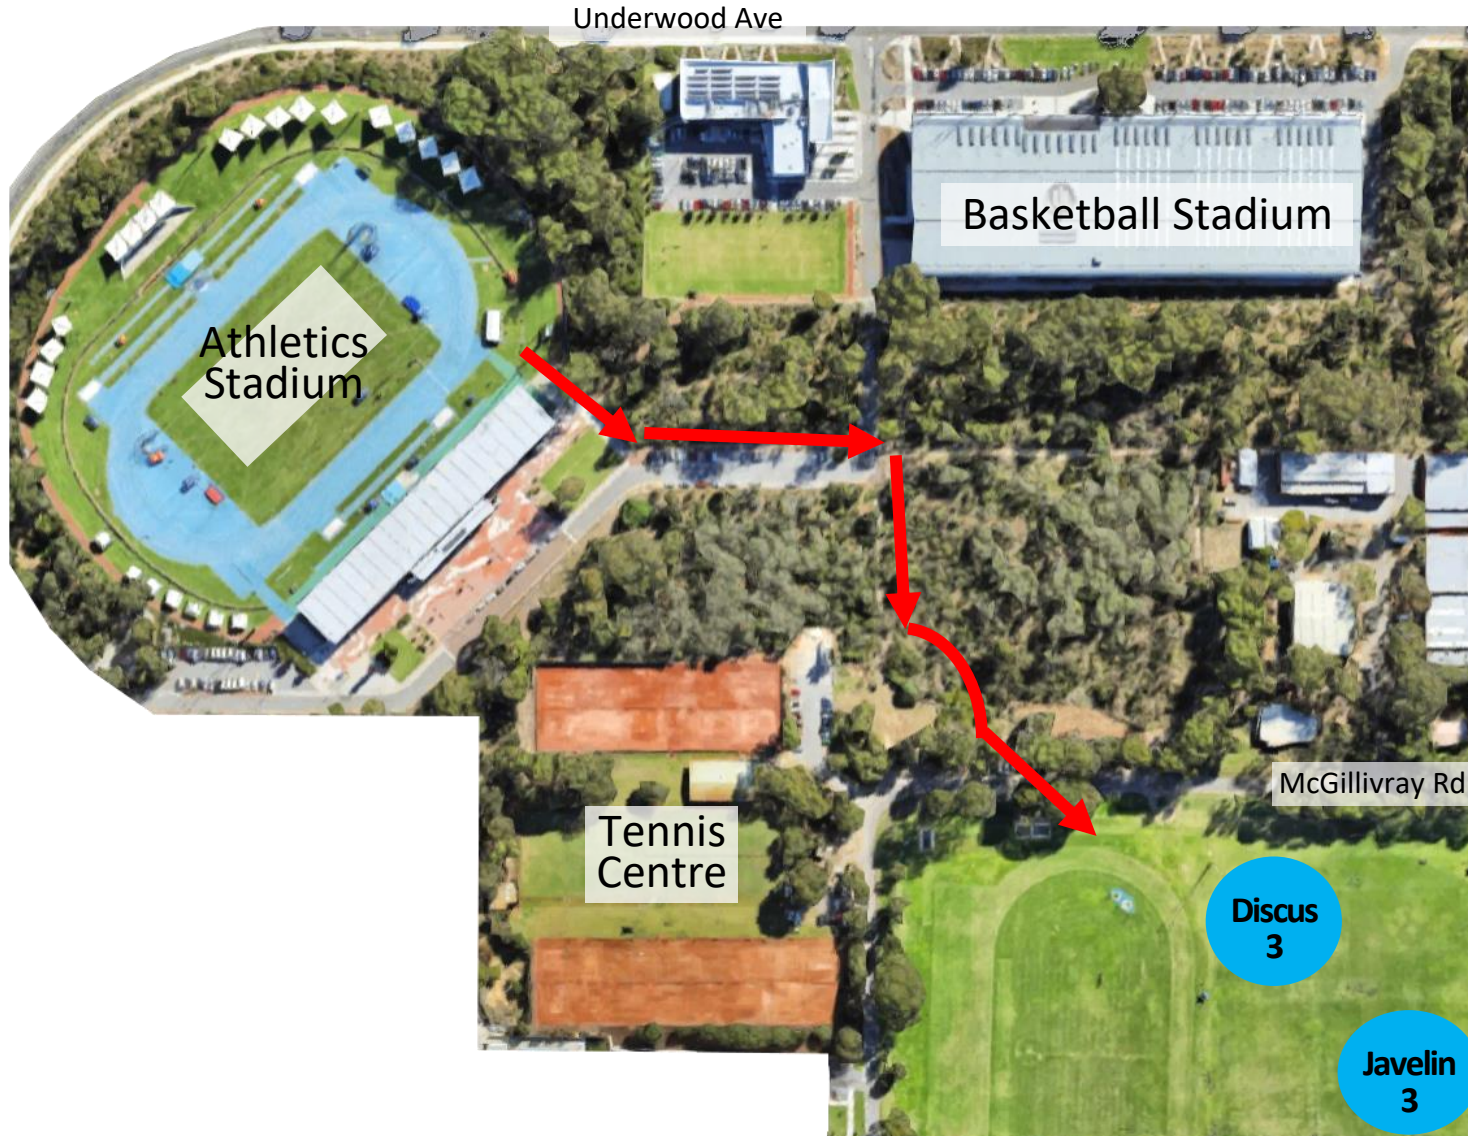 Underwood Ave
Basketball Stadium
Athletics
Stadium
McGillivray Rd
Tennis
Centre
Discus
3
Javelin
3